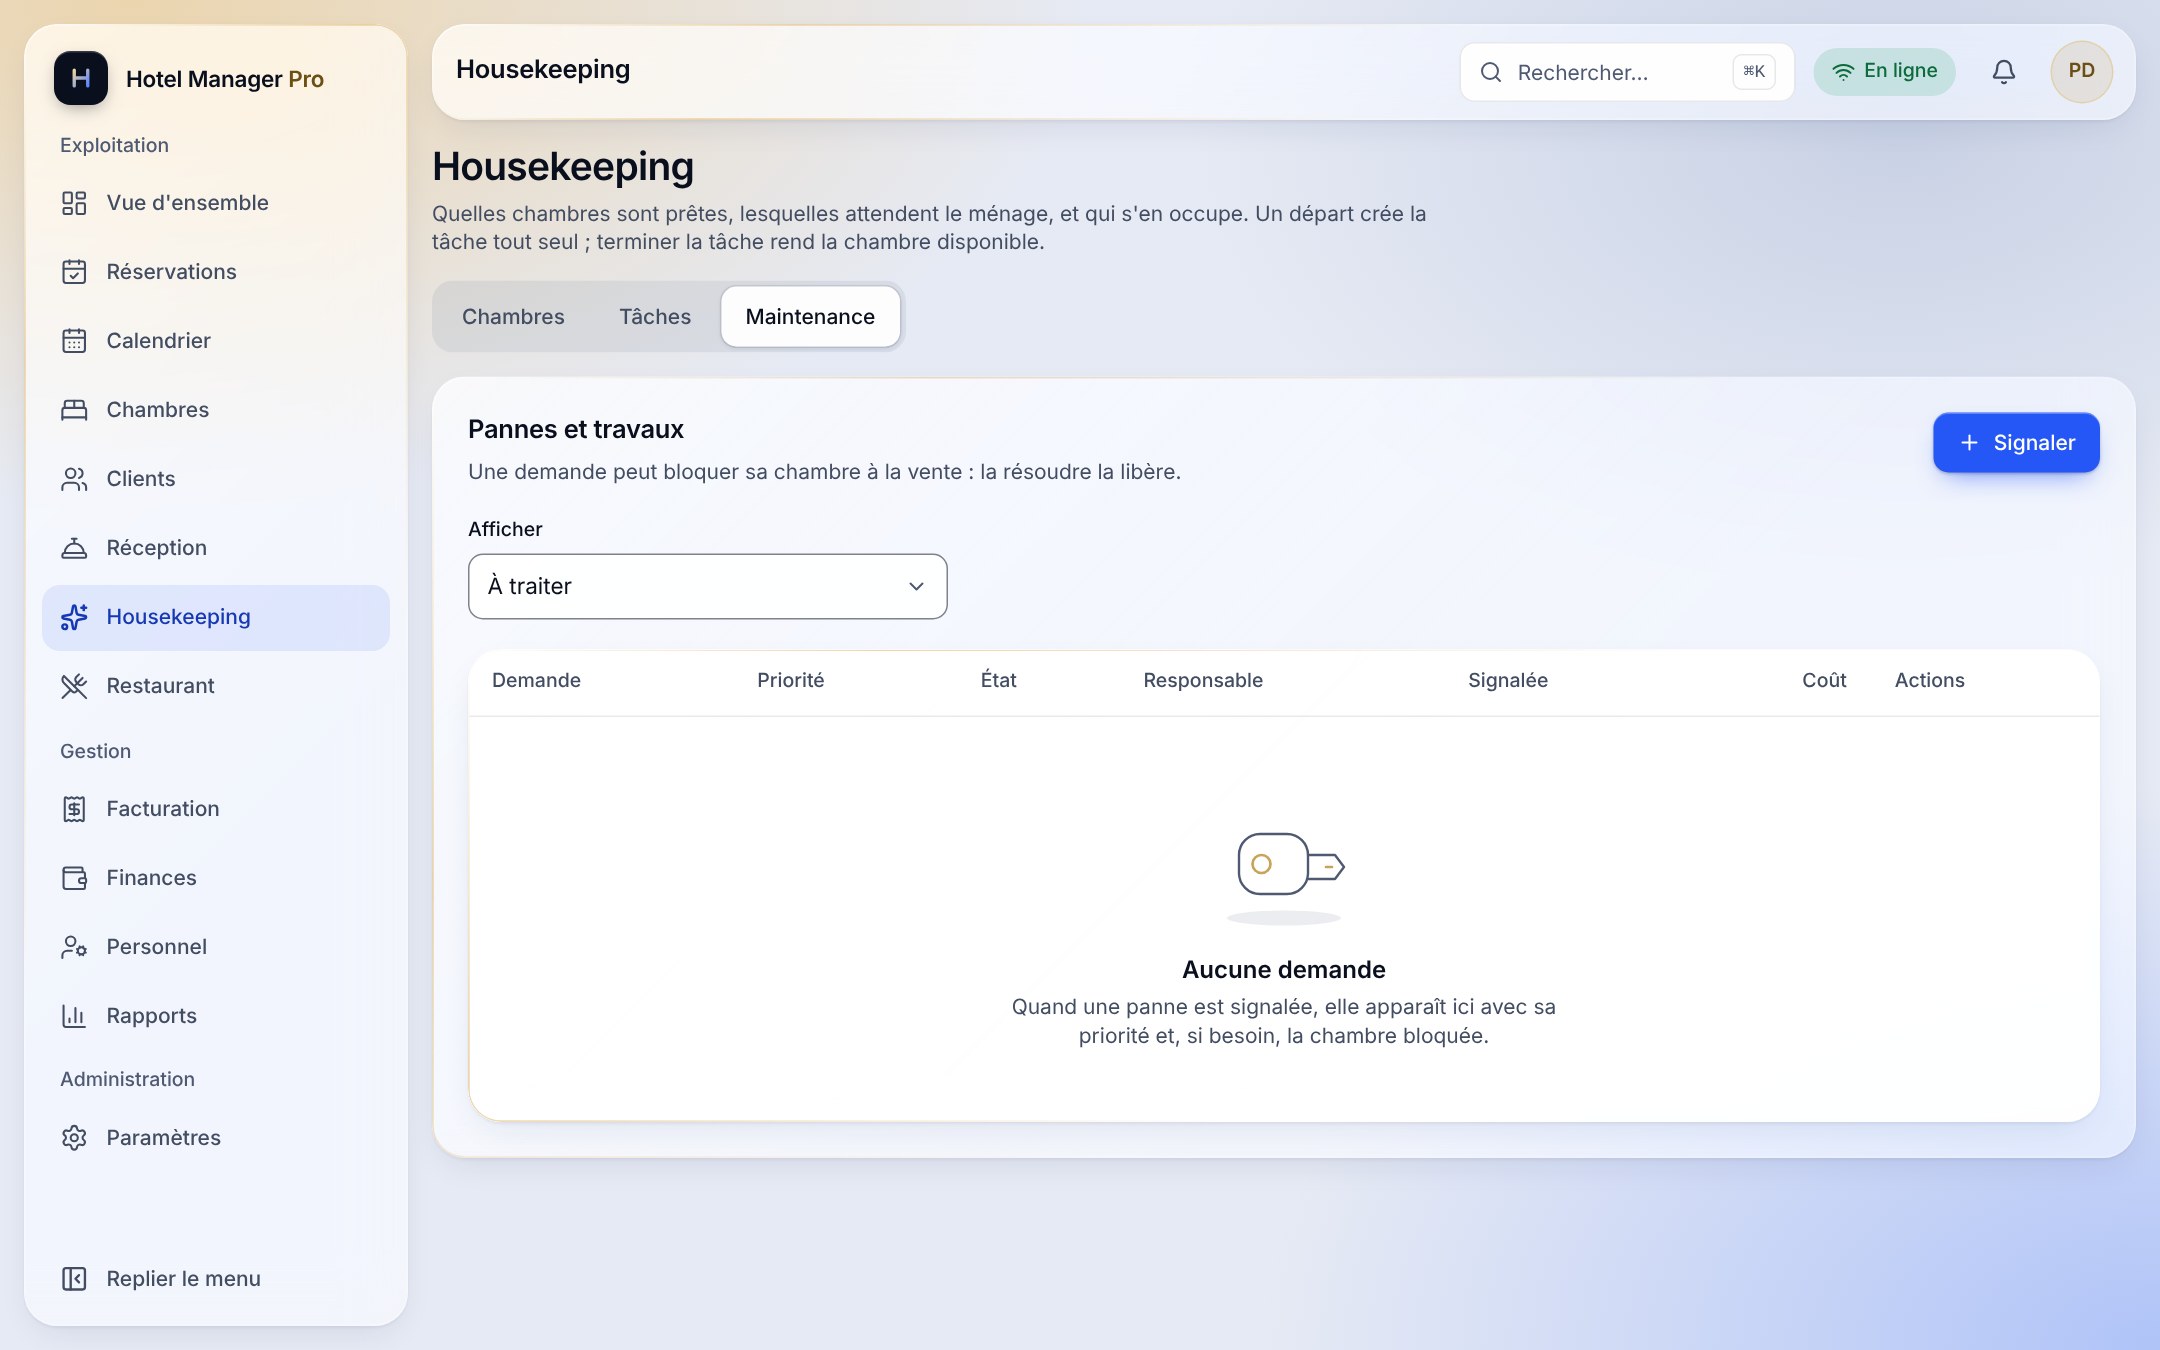 H
Hotel Manager Pro
Exploitation
Vue d'ensemble
Réservations
Calendrier
Chambres
Clients
Réception
Housekeeping
Restaurant
Gestion
Facturation
Finances
Personnel
Rapports
Administration
Paramètres
Replier le menu
Housekeeping
Rechercher...
⌘K
En ligne
PD
Housekeeping
Quelles chambres sont prêtes, lesquelles attendent le ménage, et qui s'en occupe. Un départ crée la
tâche tout seul ; terminer la tâche rend la chambre disponible.
Chambres Tâches Maintenance
Pannes et travaux
Une demande peut bloquer sa chambre à la vente : la résoudre la libère.
+ Signaler
Afficher
À traiter
Demande Priorité État Responsable Signalée Coût Actions
Aucune demande
Quand une panne est signalée, elle apparaît ici avec sa
priorité et, si besoin, la chambre bloquée.